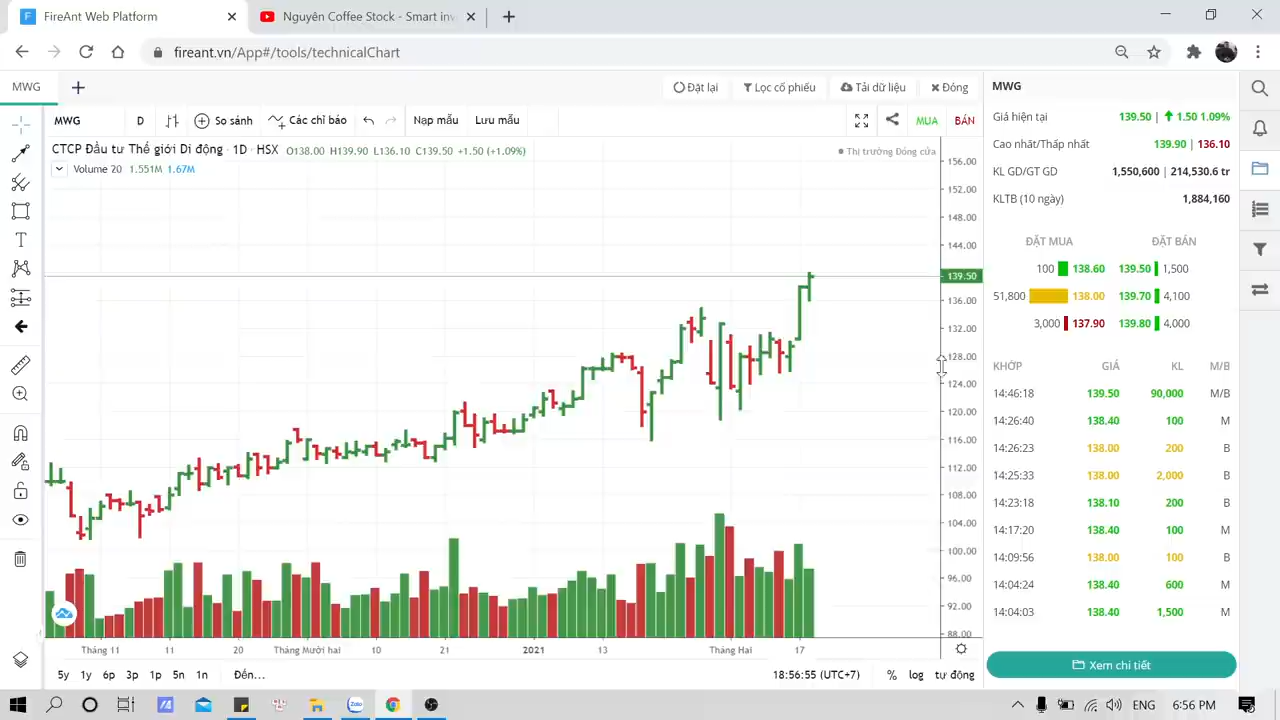 FireAnt Web Platform
Nguyên Coffee Stock - Smart inv
fireant.vn/App#/tools/technicalChart
MWG
Đặt lại
Lọc cổ phiếu
Tải dữ liệu
Đóng
MWG
D
So sánh
Các chỉ báo
Nạp mẫu
Lưu mẫu
MUA
BÁN
CTCP Đầu tư Thế giới Di động · 1D · HSX O138.00 H139.90 L136.10 C139.50 +1.50 (+1.09%)
Thị trường Đóng cửa
Volume 20 1.551M 1.67M
156.00
152.00
148.00
144.00
139.50
136.00
132.00
128.00
124.00
120.00
116.00
112.00
108.00
104.00
100.00
96.00
92.00
88.00
Tháng 11 11 20 Tháng Mười hai 10 21 2021 13 Tháng Hai 17
5y 1y 6p 3p 1p 5n 1n Đến...
18:56:55 (UTC+7) % log tự động
MWG
Giá hiện tại 139.50 | 1.50 1.09%
Cao nhất/Thấp nhất 139.90 | 136.10
KL GD/GT GD 1,550,600 | 214,530.6 tr
KLTB (10 ngày) 1,884,160
ĐẶT MUA ĐẶT BÁN
100 138.60 139.50 1,500
51,800 138.00 139.70 4,100
3,000 137.90 139.80 4,000
KHỚP GIÁ KL M/B
14:46:18 139.50 90,000 M/B
14:26:40 138.40 100 M
14:26:23 138.00 200 B
14:25:33 138.00 2,000 B
14:23:18 138.10 200 B
14:17:20 138.40 100 M
14:09:56 138.00 100 B
14:04:24 138.40 600 M
14:04:03 138.40 1,500 M
Xem chi tiết
Zalo
ENG 6:56 PM